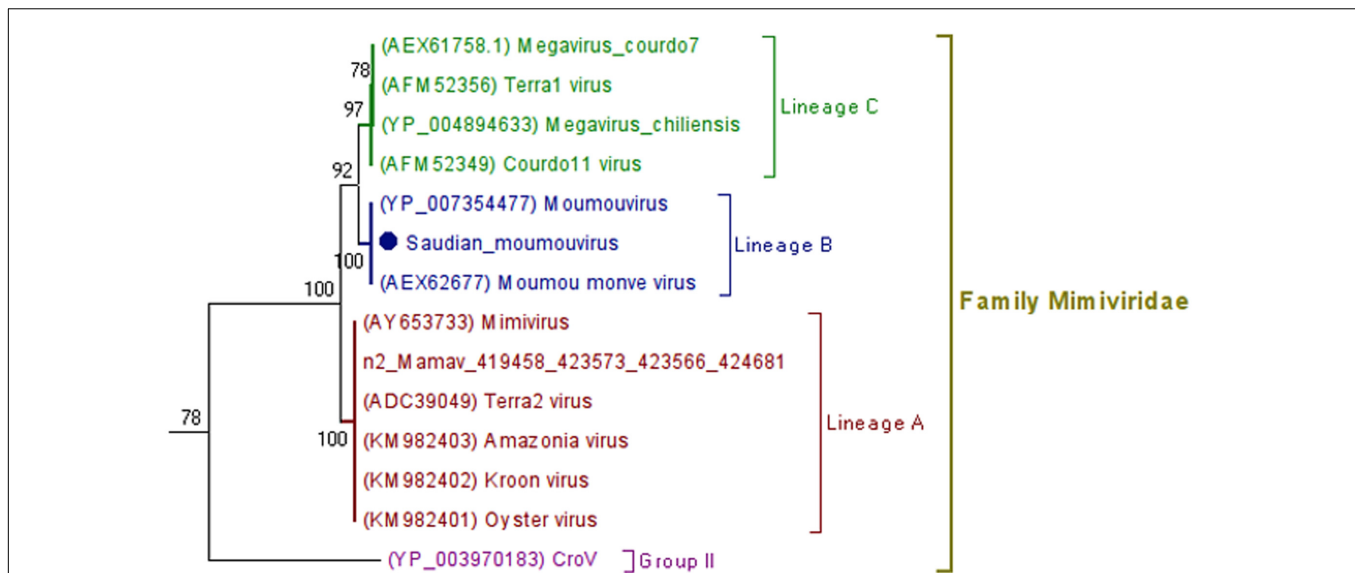 (AEX61758.1) Megavirus_courdo7
78
(AFM52356) Terra1 virus
97
Lineage C
(YP_004894633) Megavirus_chiliensis
(AFM52349) Courdo11 virus
92
(YP_007354477) Moumouvirus
Saudian_moumouvirus
Lineage B
100
(AEX62677) Moumou monve virus
100
Family Mimiviridae
(AY653733) Mimivirus
n2_Mamav_419458_423573_423566_424681
(ADC39049) Terra2 virus
78
Lineage A
100
(KM982403) Amazonia virus
(KM982402) Kroon virus
(KM982401) Oyster virus
(YP_003970183) CroV
Group II